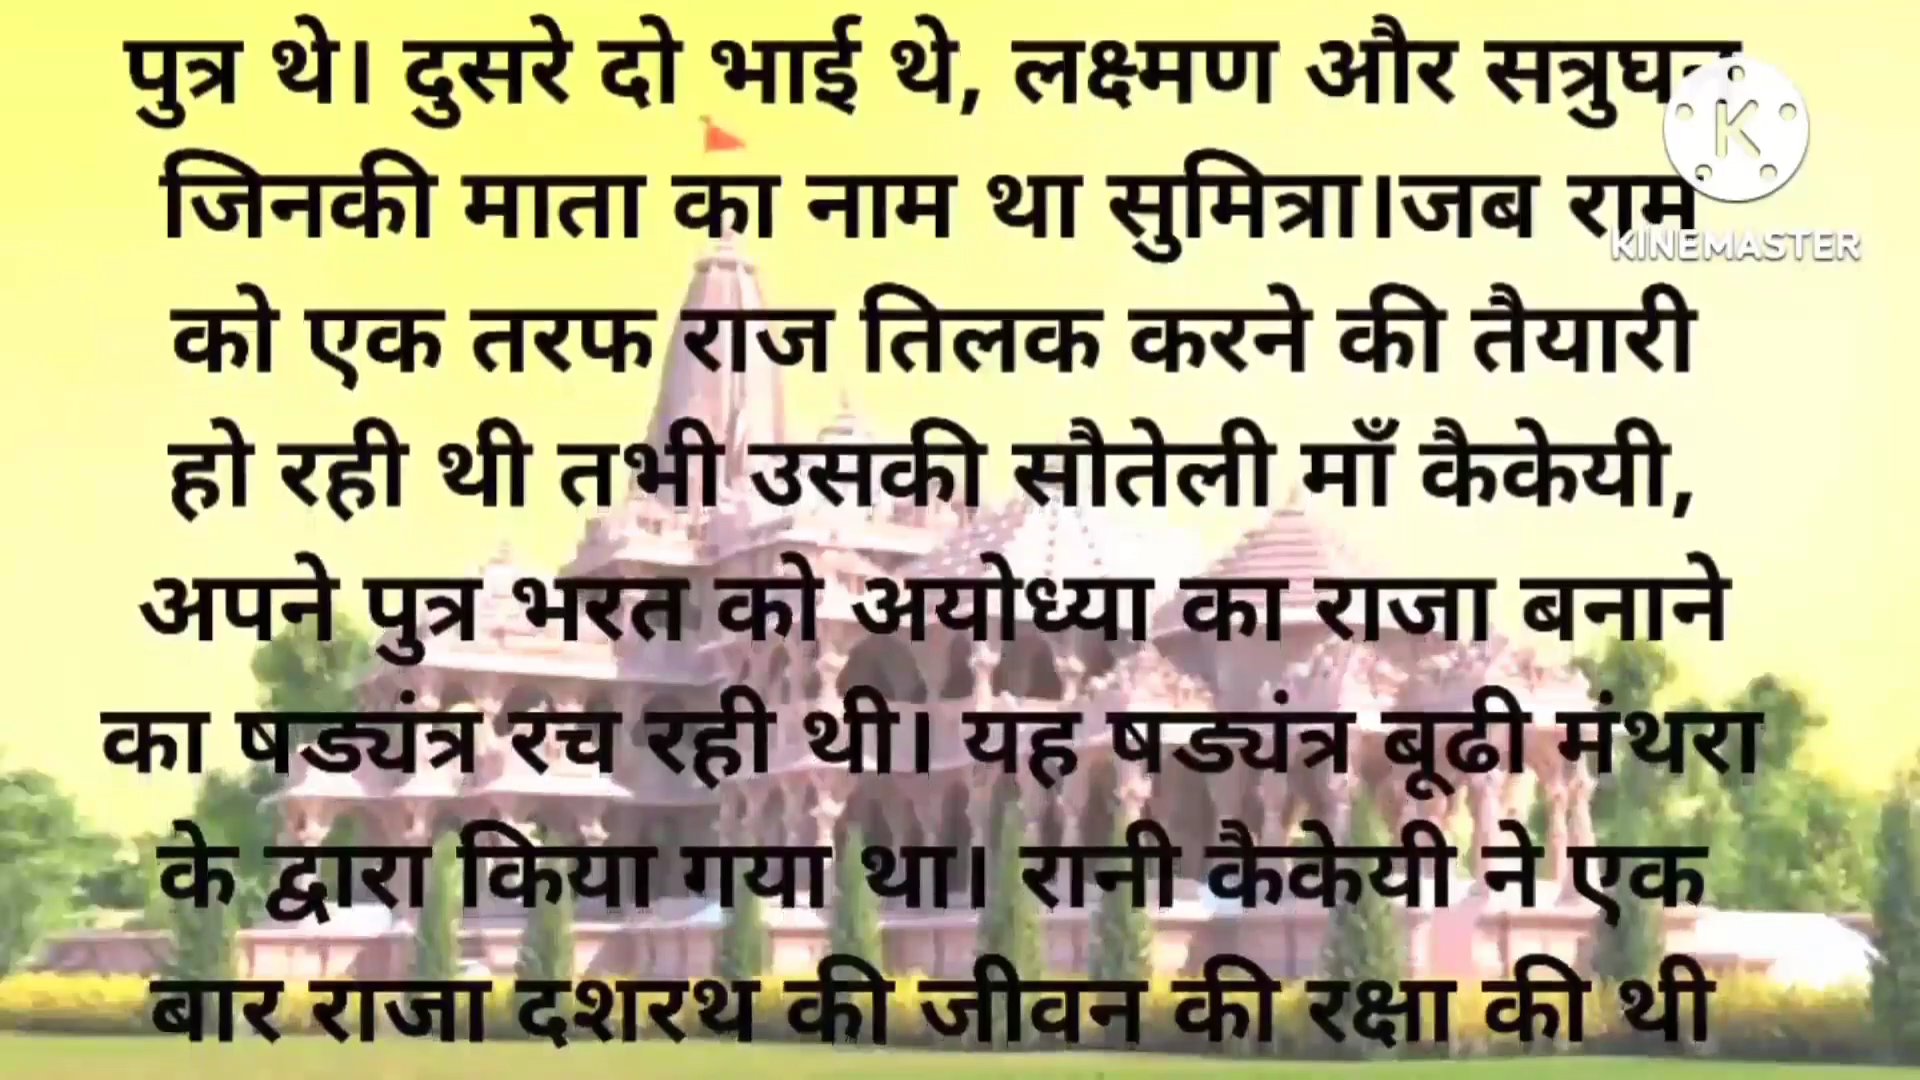 पुत्र थे। दुसरे दो भाई थे, लक्ष्मण और सत्रुघन
जिनकी माता का नाम था सुमित्रा।जब राम
को एक तरफ राज तिलक करने की तैयारी
हो रही थी तभी उसकी सौतेली माँ कैकेयी,
अपने पुत्र भरत को अयोध्या का राजा बनाने
का षड्यंत्र रच रही थी। यह षड्यंत्र बूढी मंथरा
के द्वारा किया गया था। रानी कैकेयी ने एक
बार राजा दशरथ की जीवन की रक्षा की थी
K
KINEMASTER